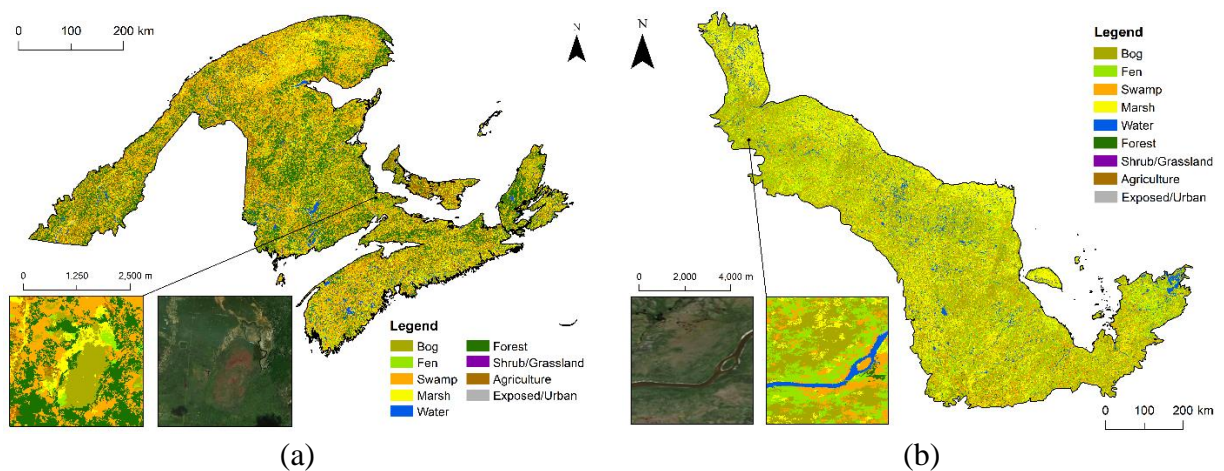 0 100 200 km
N
0 1,250 2,500 m
Legend
Bog
Fen
Swamp
Marsh
Water
Forest
Shrub/Grassland
Agriculture
Exposed/Urban
(a)
N
Legend
Bog
Fen
Swamp
Marsh
Water
Forest
Shrub/Grassland
Agriculture
Exposed/Urban
0 2,000 4,000 m
0 100 200 km
(b)